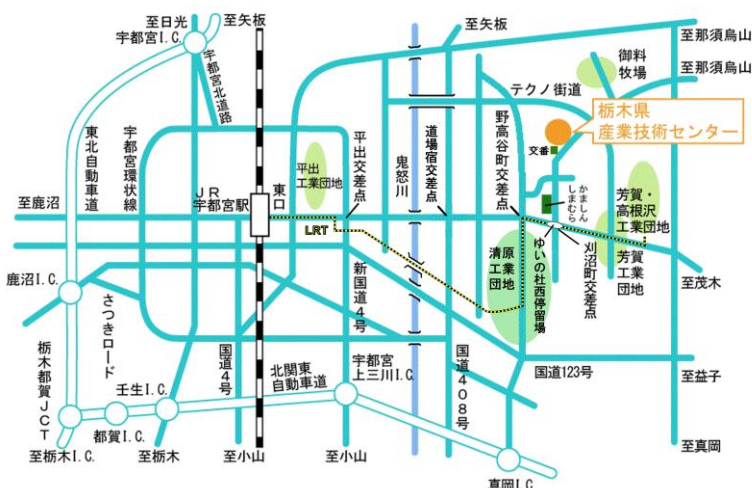 至日光
至矢板
宇都宮I.C.
宇都宮北道路
東北自動車道
宇都宮環状線
至鹿沼
JR
宇都宮駅
東口
平出
工業団地
LRT
平出交差点
鬼怒川
道場宿交差点
至矢板
野高谷町交差点
テクノ街道
御料
牧場
至那須烏山
至那須烏山
栃木県
産業技術センター
交番
かましん
しまむら
芳賀・
高根沢
工業団地
芳賀
工業
団地
清原
工業
団地
ゆいの杜西停留場
刈沼町交差点
至茂木
鹿沼I.C.
さつきロード
新国道4号
国道4号
国道408号
国道123号
至益子
栃木都賀JCT
都賀I.C.
壬生I.C.
北関東
自動車道
宇都宮
上三川I.C.
至栃木I.C.
至栃木
至小山
至小山
真岡I.C
至真岡